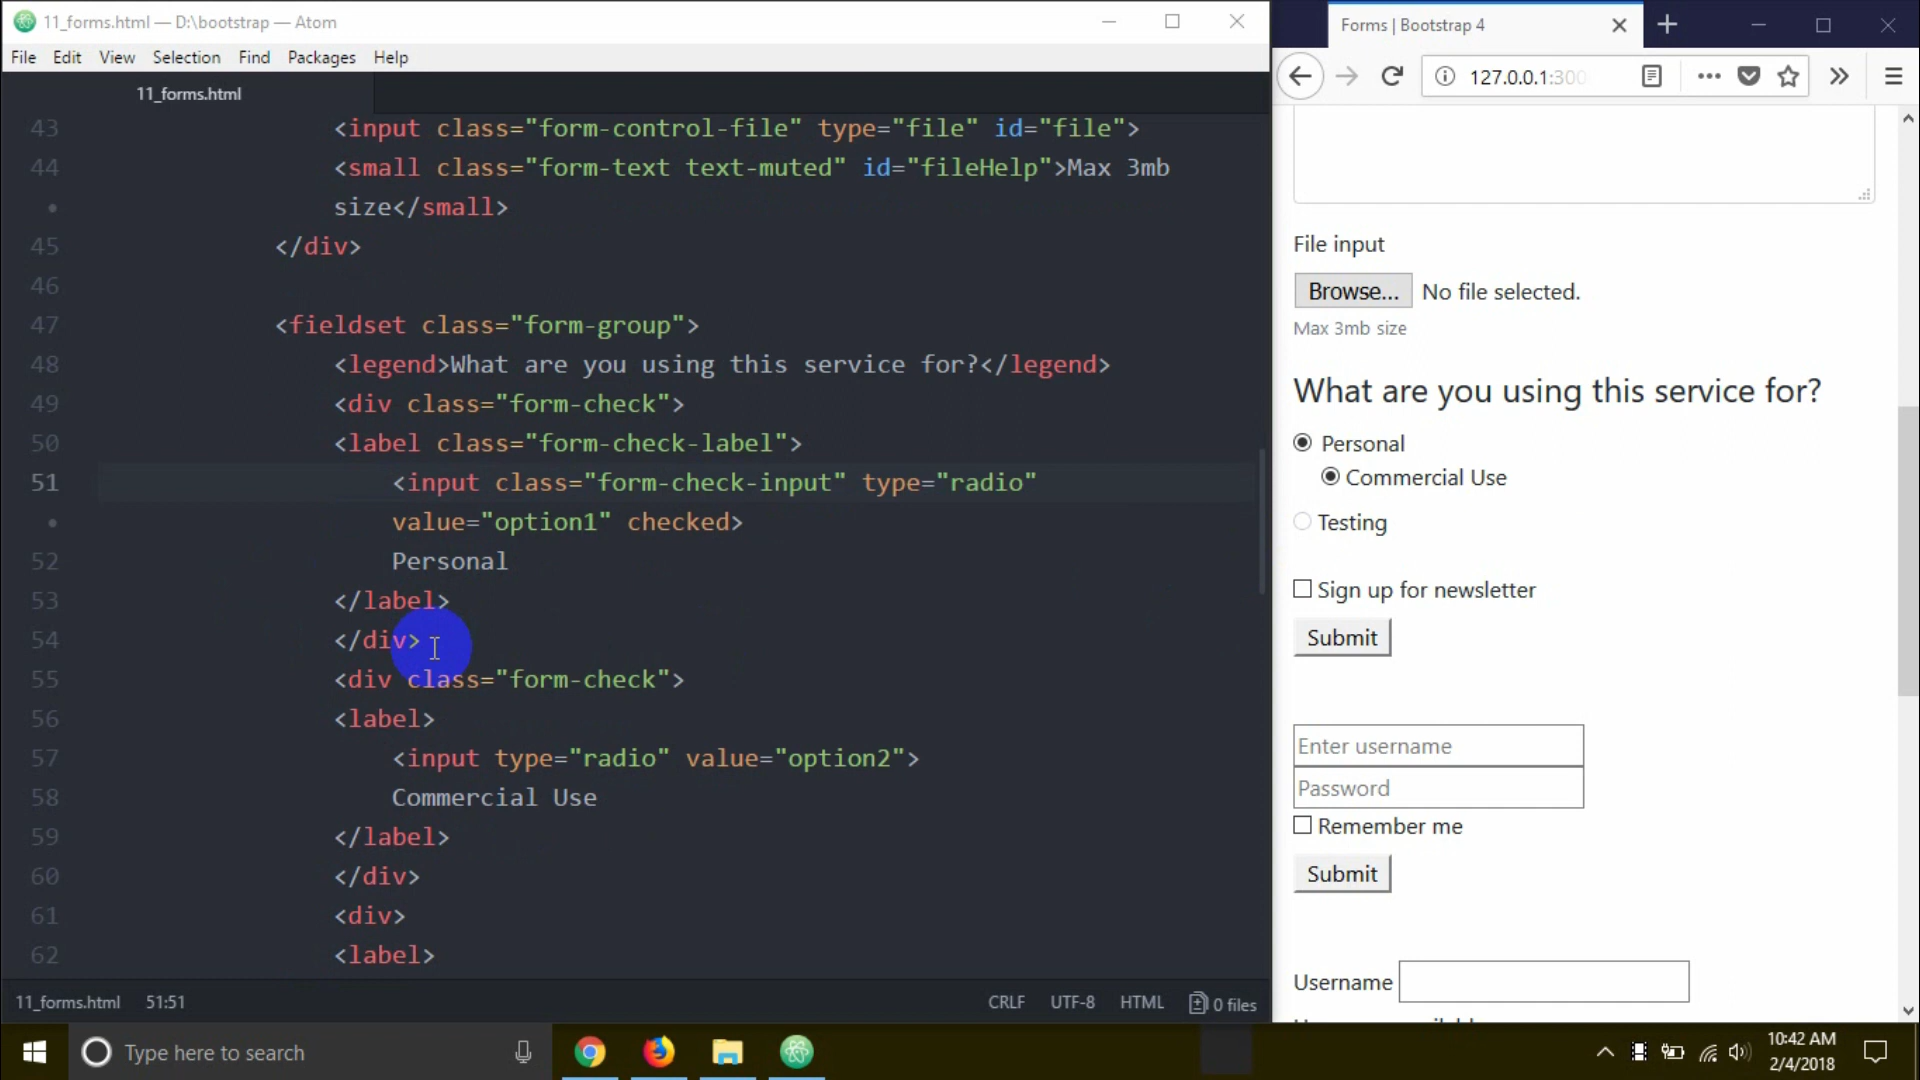 11_forms.html — D:\bootstrap — Atom
File Edit View Selection Find Packages Help
11_forms.html
43 <input class="form-control-file" type="file" id="file">
44 <small class="form-text text-muted" id="fileHelp">Max 3mb
• size</small>
45 </div>
46
47 <fieldset class="form-group">
48 <legend>What are you using this service for?</legend>
49 <div class="form-check">
50 <label class="form-check-label">
51 <input class="form-check-input" type="radio"
• value="option1" checked>
52 Personal
53 </label>
54 </div>
55 <div class="form-check">
56 <label>
57 <input type="radio" value="option2">
58 Commercial Use
59 </label>
60 </div>
61 <div>
62 <label>
11_forms.html 51:51 CRLF UTF-8 HTML 0 files
Forms | Bootstrap 4
127.0.0.1:300
File input
Browse... No file selected.
Max 3mb size
What are you using this service for?
Personal
Commercial Use
Testing
Sign up for newsletter
Submit
Enter username
Password
Remember me
Submit
Username
Type here to search
10:42 AM
2/4/2018